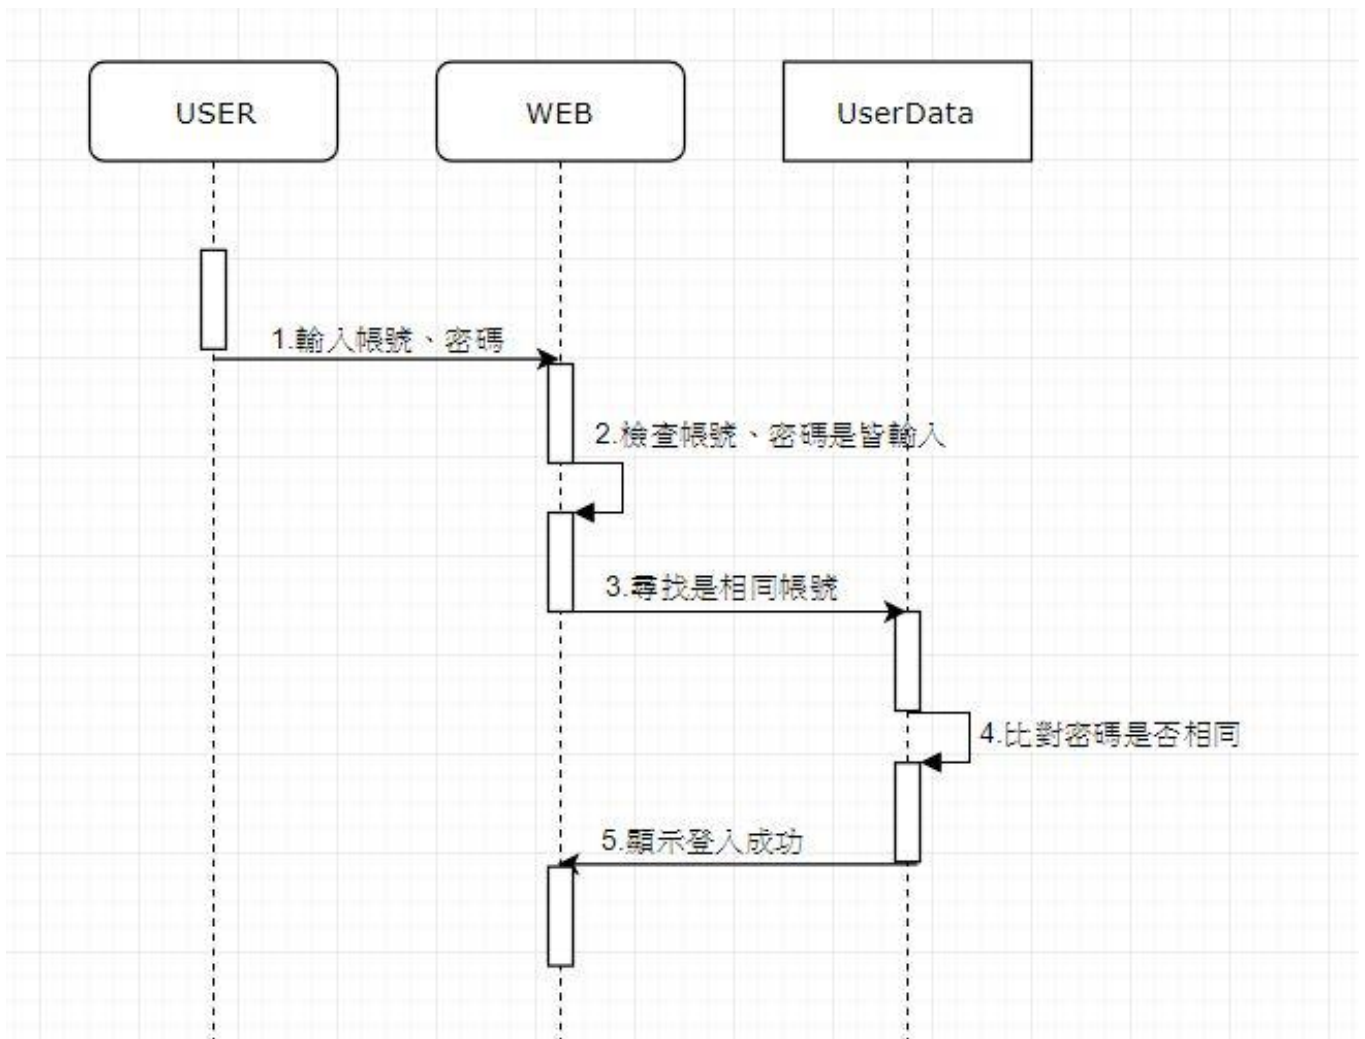 USER
WEB
UserData
1.輸入帳號、密碼
2.檢查帳號、密碼是皆輸入
3.尋找是相同帳號
4.比對密碼是否相同
5.顯示登入成功